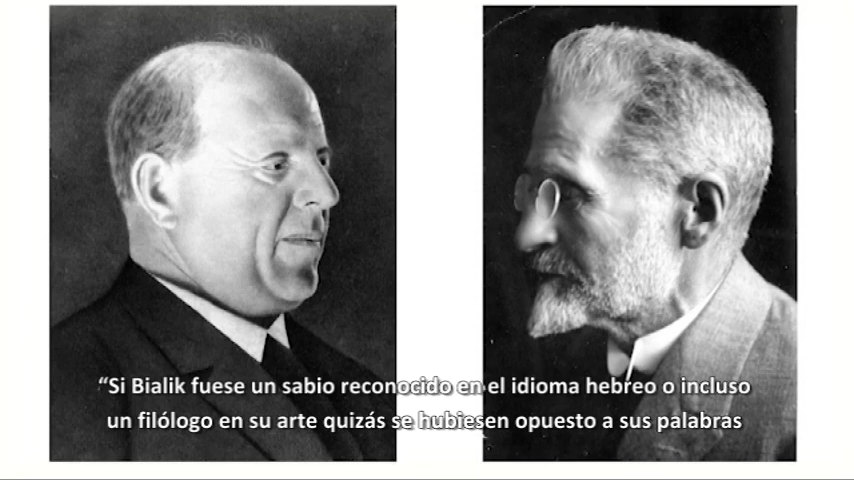 “Si Bialik fuese un sabio reconocido en el idioma hebreo o incluso
un filólogo en su arte quizás se hubiesen opuesto a sus palabras